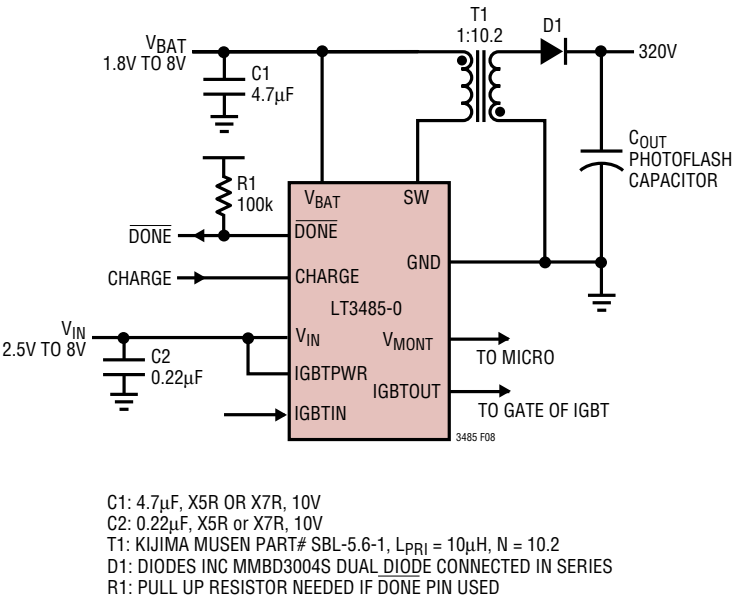 T1
1:10.2
D1
VBAT
1.8V TO 8V
C1
4.7µF
320V
COUT
PHOTOFLASH
CAPACITOR
R1
100k
VBAT
SW
DONE
DONE
GND
CHARGE
CHARGE
LT3485-0
VIN
2.5V TO 8V
VIN
VMONT
C2
0.22µF
TO MICRO
IGBTPWR
IGBTOUT
TO GATE OF IGBT
IGBTIN
3485 F08
C1: 4.7µF, X5R OR X7R, 10V
C2: 0.22µF, X5R or X7R, 10V
T1: KIJIMA MUSEN PART# SBL-5.6-1, LPRI = 10µH, N = 10.2
D1: DIODES INC MMBD3004S DUAL DIODE CONNECTED IN SERIES
R1: PULL UP RESISTOR NEEDED IF DONE PIN USED